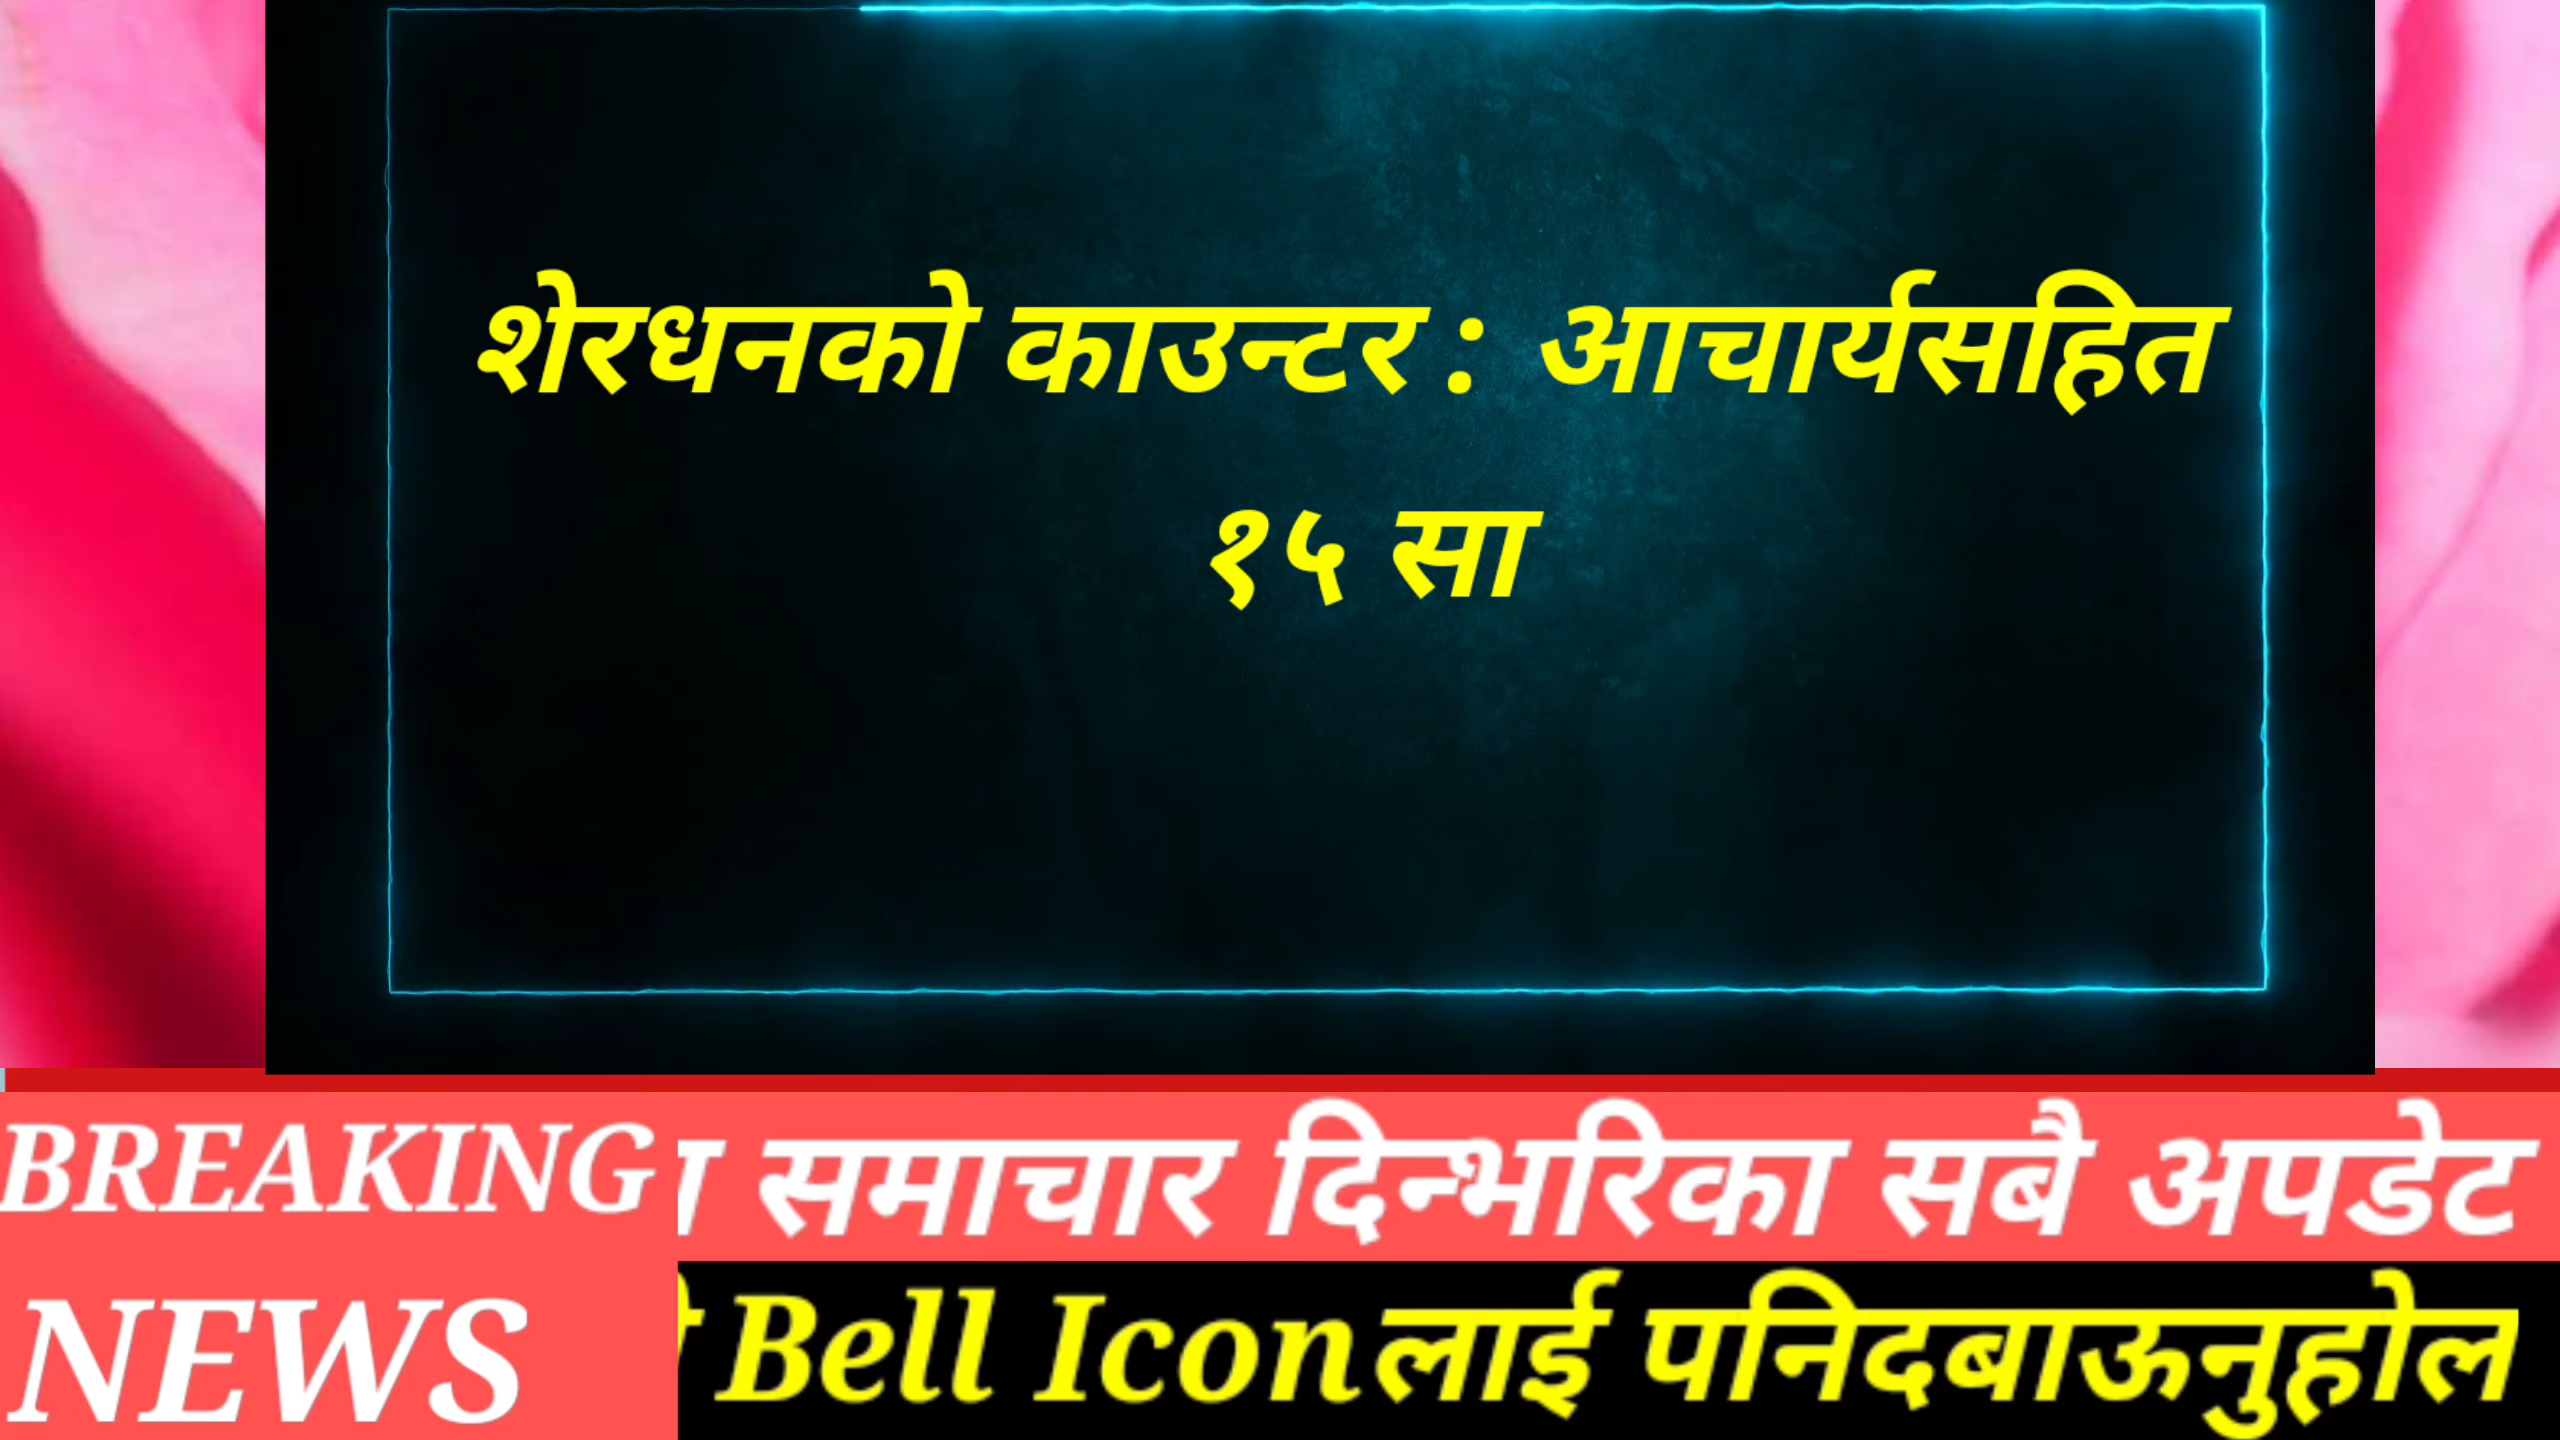 शेरधनको काउन्टर : आचार्यसहित
१५ सा
BREAKING
NEWS
समाचार दिन्भरिका सबै अपडेट
Bell Iconलाई पनिदबाऊनुहोल